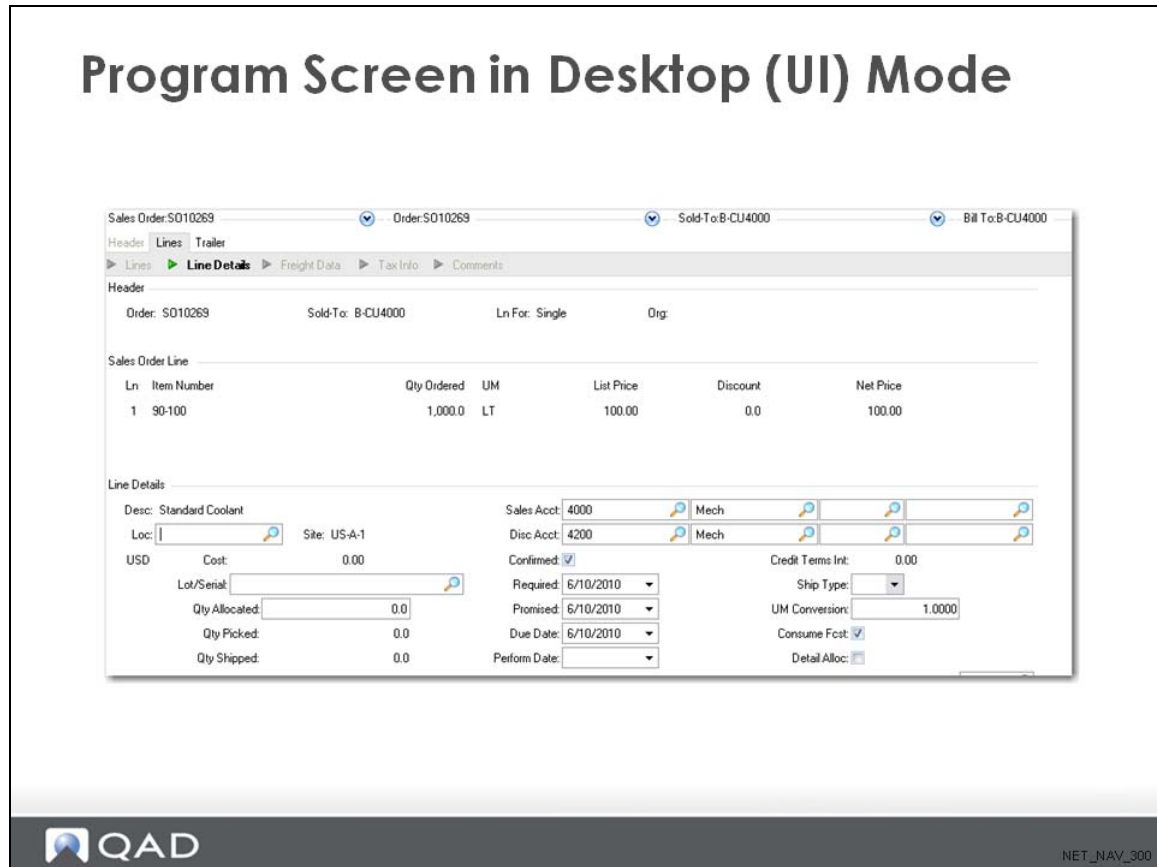 Program Screen in Desktop (UI) Mode
Sales Order:SO10269 Order:SO10269 Sold-To:B-CU4000 Bill To:B-CU4000
Header Lines Trailer
Lines Line Details Freight Data Tax Info Comments
Header
Order: SO10269 Sold-To: B-CU4000 Ln For: Single Org:
Sales Order Line
Ln Item Number Qty Ordered UM List Price Discount Net Price
1 90-100 1,000.0 LT 100.00 0.0 100.00
Line Details
Desc: Standard Coolant Sales Acct: 4000 Mech
Loc: Site: US-A-1 Disc Acct: 4200 Mech
USD Cost: 0.00 Confirmed: Credit Terms Int: 0.00
Lot/Serial: Required: 6/10/2010 Ship Type:
Qty Allocated: 0.0 Promised: 6/10/2010 UM Conversion: 1.0000
Qty Picked: 0.0 Due Date: 6/10/2010 Consume Fcst:
Qty Shipped: 0.0 Perform Date: Detail Alloc:
QAD
NET_NAV_300